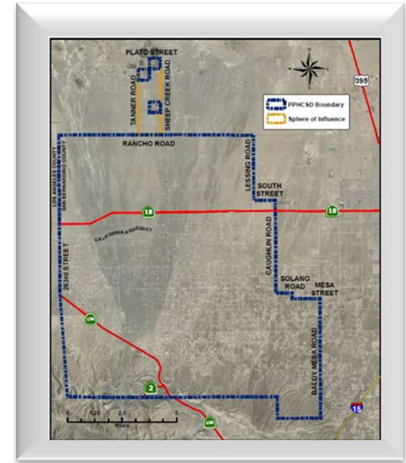 PLATO STREET
TANNER ROAD
SHEEP CREEK ROAD
395
PPHCSD Boundary
Sphere of Influence
RANCHO ROAD
LESSING ROAD
LOS ANGELES COUNTY
SAN BERNARDINO COUNTY
SOUTH
STREET
18
18
CALIFORNIA AQUEDUCT
CAUGHLIN ROAD
263RD STREET
SOLANO
ROAD
MESA
STREET
138
BALDY MESA ROAD
2
15
138
Miles